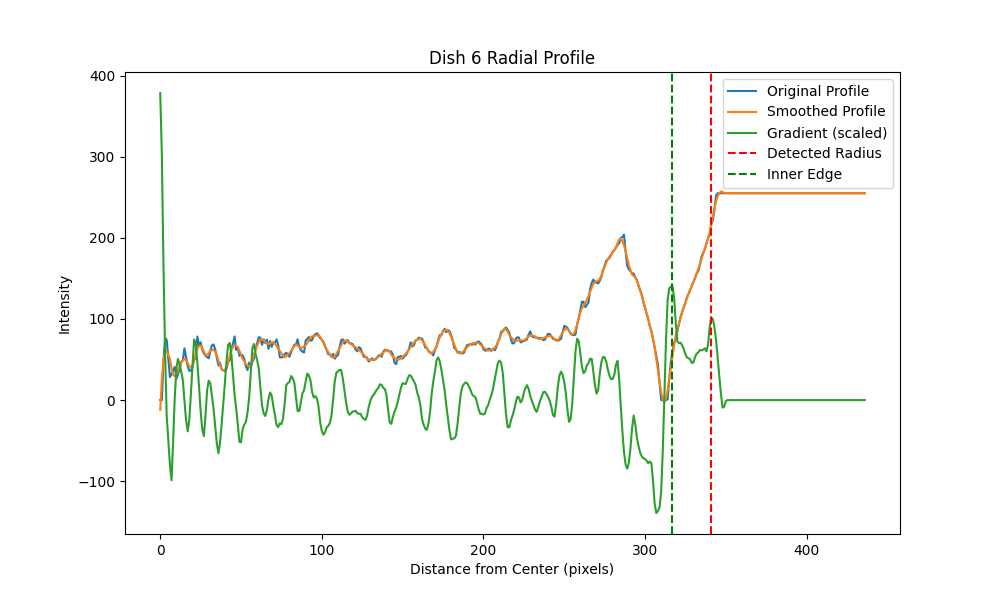 Dish 6 Radial Profile
400
300
200
100
0
−100
Intensity
0
100
200
300
400
Distance from Center (pixels)
Original Profile
Smoothed Profile
Gradient (scaled)
Detected Radius
Inner Edge